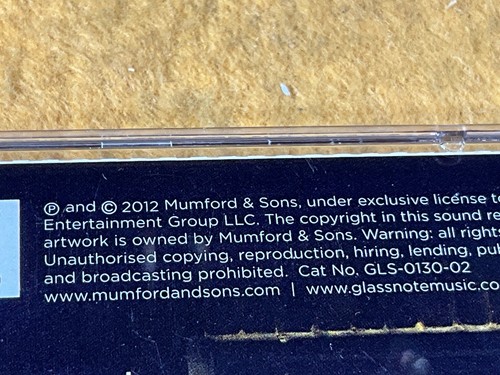 ℗ and © 2012 Mumford & Sons, under exclusive license to
Entertainment Group LLC. The copyright in this sound re
artwork is owned by Mumford & Sons. Warning: all rights
Unauthorised copying, reproduction, hiring, lending, pub
and broadcasting prohibited. Cat No. GLS-0130-02
www.mumfordandsons.com | www.glassnotemusic.co